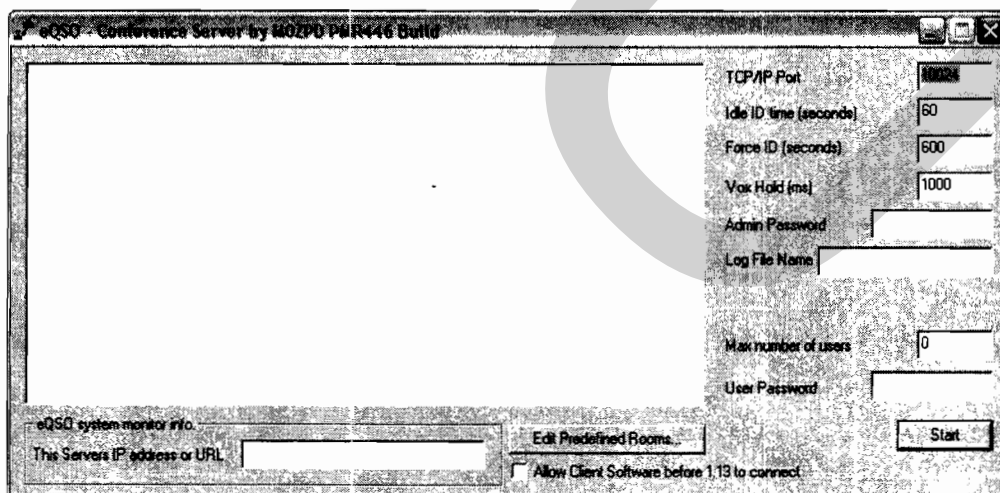 eQSO - Conference Server by M0ZPD PMR446 Build
TCP/IP Port 10024
Idle ID time (seconds) 60
Force ID (seconds) 600
Vox Hold (ms) 1000
Admin Password
Log File Name
Max number of users 0
User Password
eQSO system monitor info.
This Servers IP address or URL
Edit Predefined Rooms...
Start
Allow Client Software before 1.13 to connect